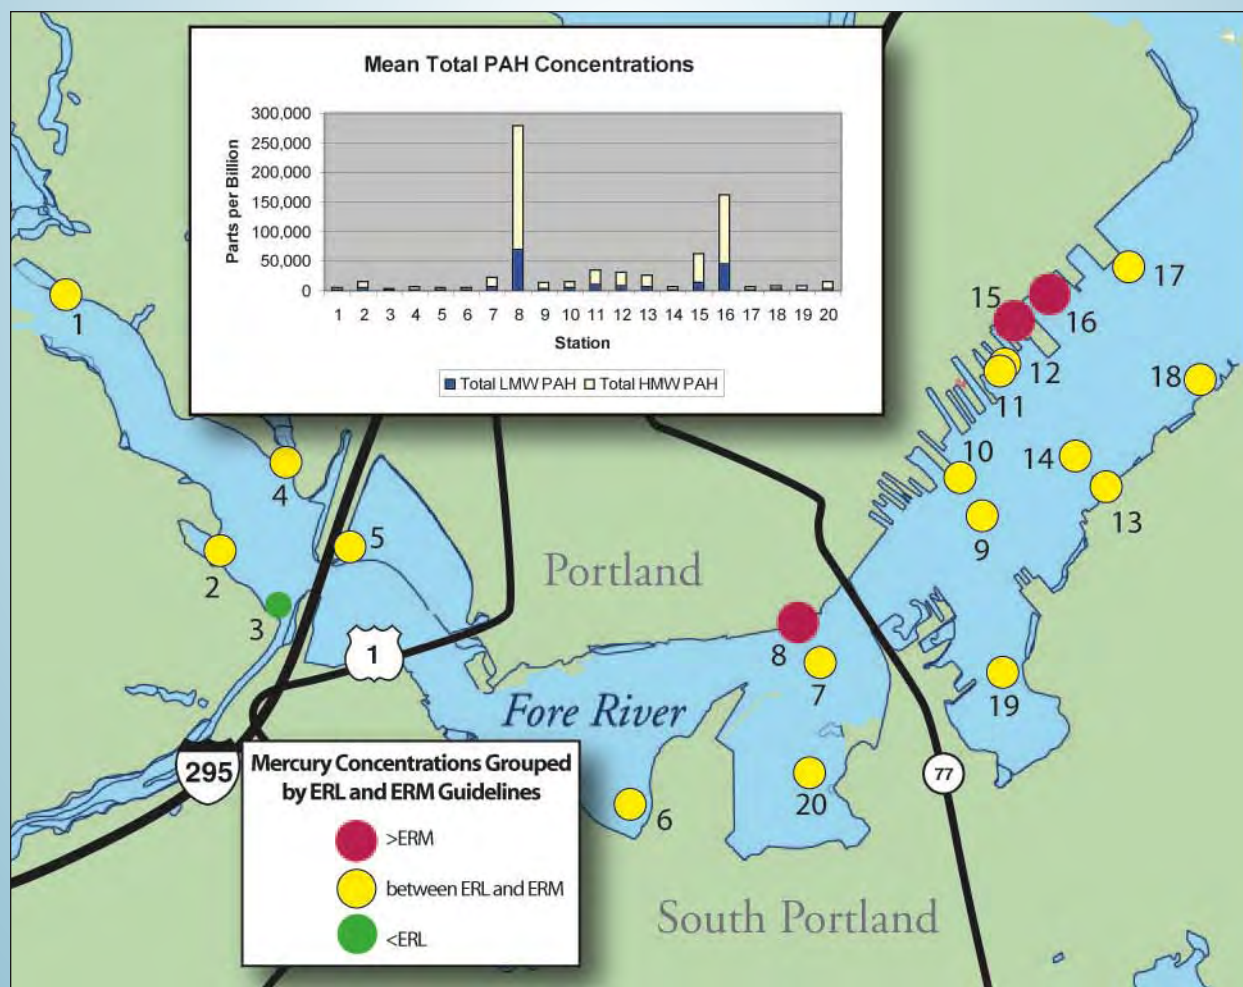 Mean Total PAH Concentrations
300,000
250,000
200,000
150,000
100,000
50,000
0
Parts per Billion
1 2 3 4 5 6 7 8 9 10 11 12 13 14 15 16 17 18 19 20
Station
Total LMW PAH Total HMW PAH
1
2
3
4
5
6
7
8
9
10
11
12
13
14
15
16
17
18
19
20
Portland
Fore River
South Portland
1
295
77
Mercury Concentrations Grouped
by ERL and ERM Guidelines
>ERM
between ERL and ERM
<ERL